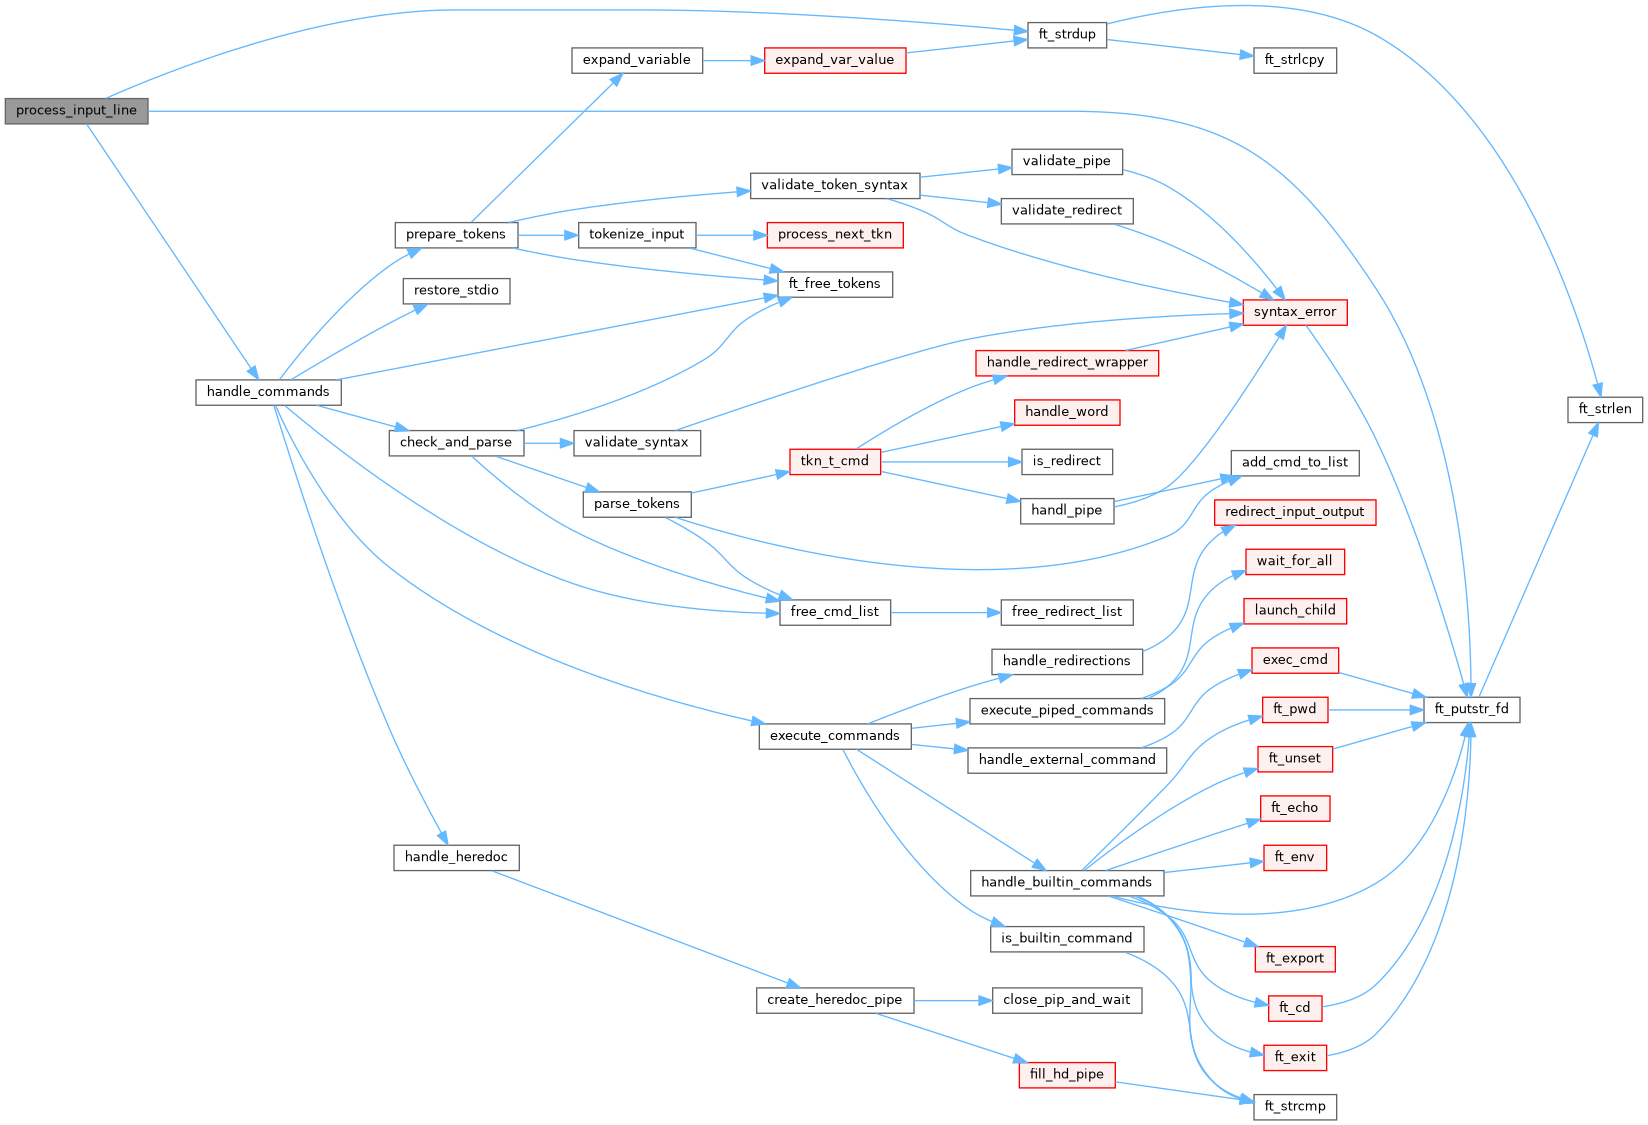 process_input_line
handle_commands
prepare_tokens
restore_stdio
check_and_parse
handle_heredoc
expand_variable
tokenize_input
validate_syntax
parse_tokens
expand_var_value
validate_token_syntax
process_next_tkn
ft_free_tokens
tkn_t_cmd
free_cmd_list
execute_commands
create_heredoc_pipe
ft_strdup
validate_pipe
validate_redirect
handle_redirect_wrapper
handle_word
is_redirect
handl_pipe
free_redirect_list
handle_redirections
execute_piped_commands
handle_external_command
handle_builtin_commands
is_builtin_command
close_pip_and_wait
fill_hd_pipe
ft_strlcpy
syntax_error
add_cmd_to_list
redirect_input_output
wait_for_all
launch_child
exec_cmd
ft_pwd
ft_unset
ft_echo
ft_env
ft_export
ft_cd
ft_exit
ft_strcmp
ft_putstr_fd
ft_strlen